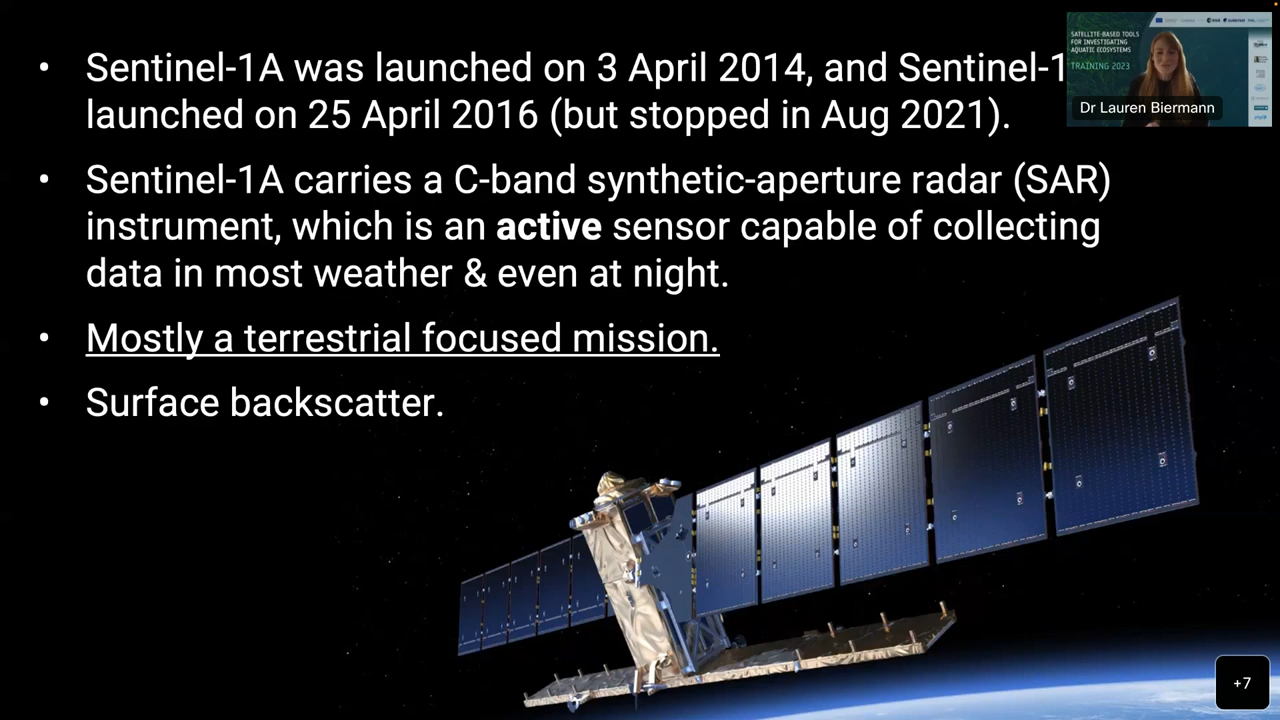 • Sentinel-1A was launched on 3 April 2014, and Sentinel-1
launched on 25 April 2016 (but stopped in Aug 2021).
• Sentinel-1A carries a C-band synthetic-aperture radar (SAR)
instrument, which is an active sensor capable of collecting
data in most weather & even at night.
• Mostly a terrestrial focused mission.
• Surface backscatter.
SATELLITE-BASED TOOLS
FOR INVESTIGATING
AQUATIC ECOSYSTEMS
TRAINING 2023
Dr Lauren Biermann
+7